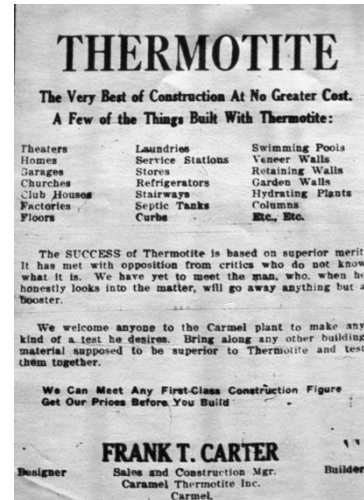 THERMOTITE
The Very Best of Construction At No Greater Cost.
A Few of the Things Built With Thermotite:
Theaters Laundries Swimming Pools
Homes Service Stations Veneer Walls
Garages Stores Retaining Walls
Churches Refrigerators Garden Walls
Club Houses Stairways Hydrating Plants
Factories Septic Tanks Columns
Floors Curbs Etc., Etc.
The SUCCESS of Thermotite is based on superior merit
It has met with opposition from critics who do not know
what it is. We have yet to meet the man, who, when he
honestly looks into the matter, will go away anything but a
booster.
We welcome anyone to the Carmel plant to make any
kind of a test he desires. Bring along any other building
material supposed to be superior to Thermotite and test
them together.
We Can Meet Any First-Class Construction Figure
Get Our Prices Before You Build
FRANK T. CARTER
Designer Sales and Construction Mgr. Builder
Caramel Thermotite Inc.
Carmel.